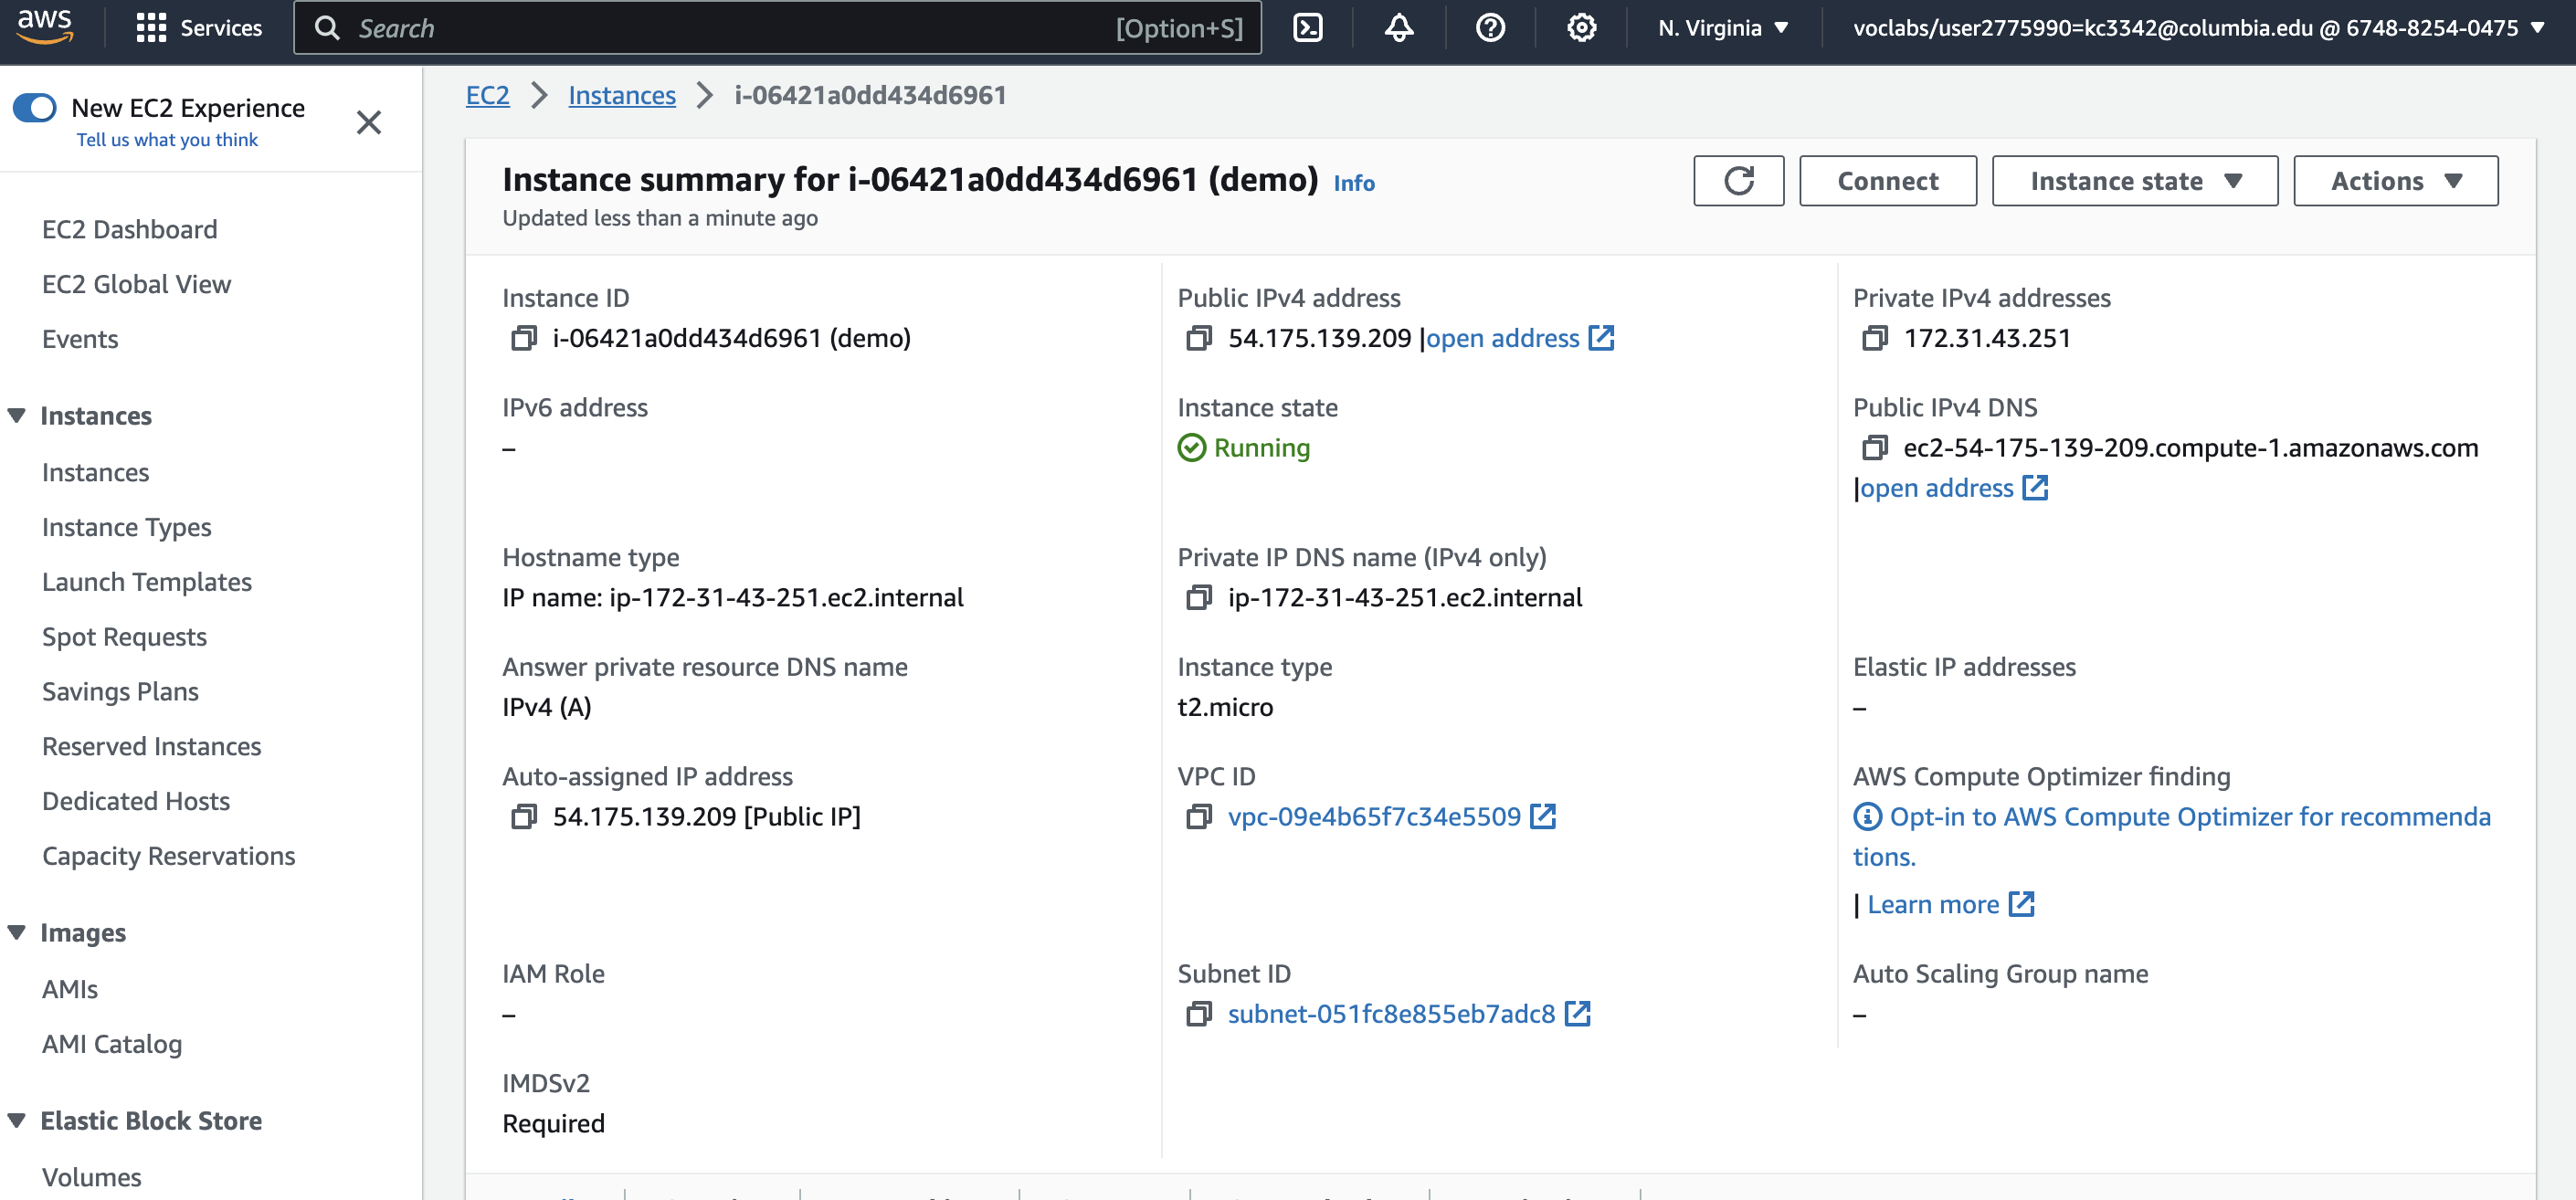 aws
Services
Search
[Option+S]
N. Virginia
voclabs/user2775990=kc3342@columbia.edu @ 6748-8254-0475
New EC2 Experience
Tell us what you think
EC2 Dashboard
EC2 Global View
Events
Instances
Instances
Instance Types
Launch Templates
Spot Requests
Savings Plans
Reserved Instances
Dedicated Hosts
Capacity Reservations
Images
AMIs
AMI Catalog
Elastic Block Store
Volumes
EC2 > Instances > i-06421a0dd434d6961
Instance summary for i-06421a0dd434d6961 (demo) Info
Updated less than a minute ago
Connect
Instance state
Actions
Instance ID
i-06421a0dd434d6961 (demo)
Public IPv4 address
54.175.139.209 |open address
Private IPv4 addresses
172.31.43.251
IPv6 address
–
Instance state
Running
Public IPv4 DNS
ec2-54-175-139-209.compute-1.amazonaws.com
|open address
Hostname type
IP name: ip-172-31-43-251.ec2.internal
Private IP DNS name (IPv4 only)
ip-172-31-43-251.ec2.internal
Answer private resource DNS name
IPv4 (A)
Instance type
t2.micro
Elastic IP addresses
–
Auto-assigned IP address
54.175.139.209 [Public IP]
VPC ID
vpc-09e4b65f7c34e5509
AWS Compute Optimizer finding
Opt-in to AWS Compute Optimizer for recommenda
tions.
| Learn more
IAM Role
–
Subnet ID
subnet-051fc8e855eb7adc8
Auto Scaling Group name
–
IMDSv2
Required